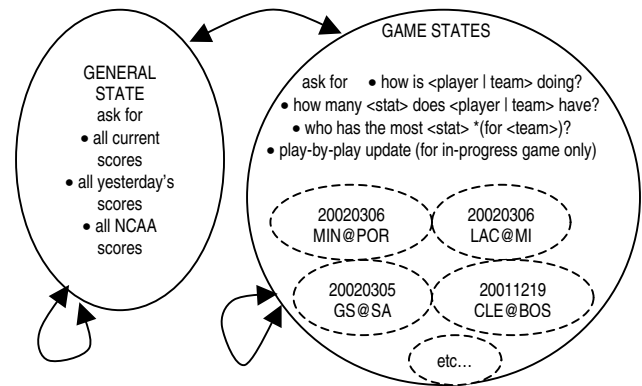 GENERAL
STATE
ask for
• all current
scores
• all yesterday's
scores
• all NCAA
scores
GAME STATES
ask for • how is <player | team> doing?
• how many <stat> does <player | team> have?
• who has the most <stat> *(for <team>)?
• play-by-play update (for in-progress game only)
20020306
MIN@POR
20020306
LAC@MI
20020305
GS@SA
20011219
CLE@BOS
etc...